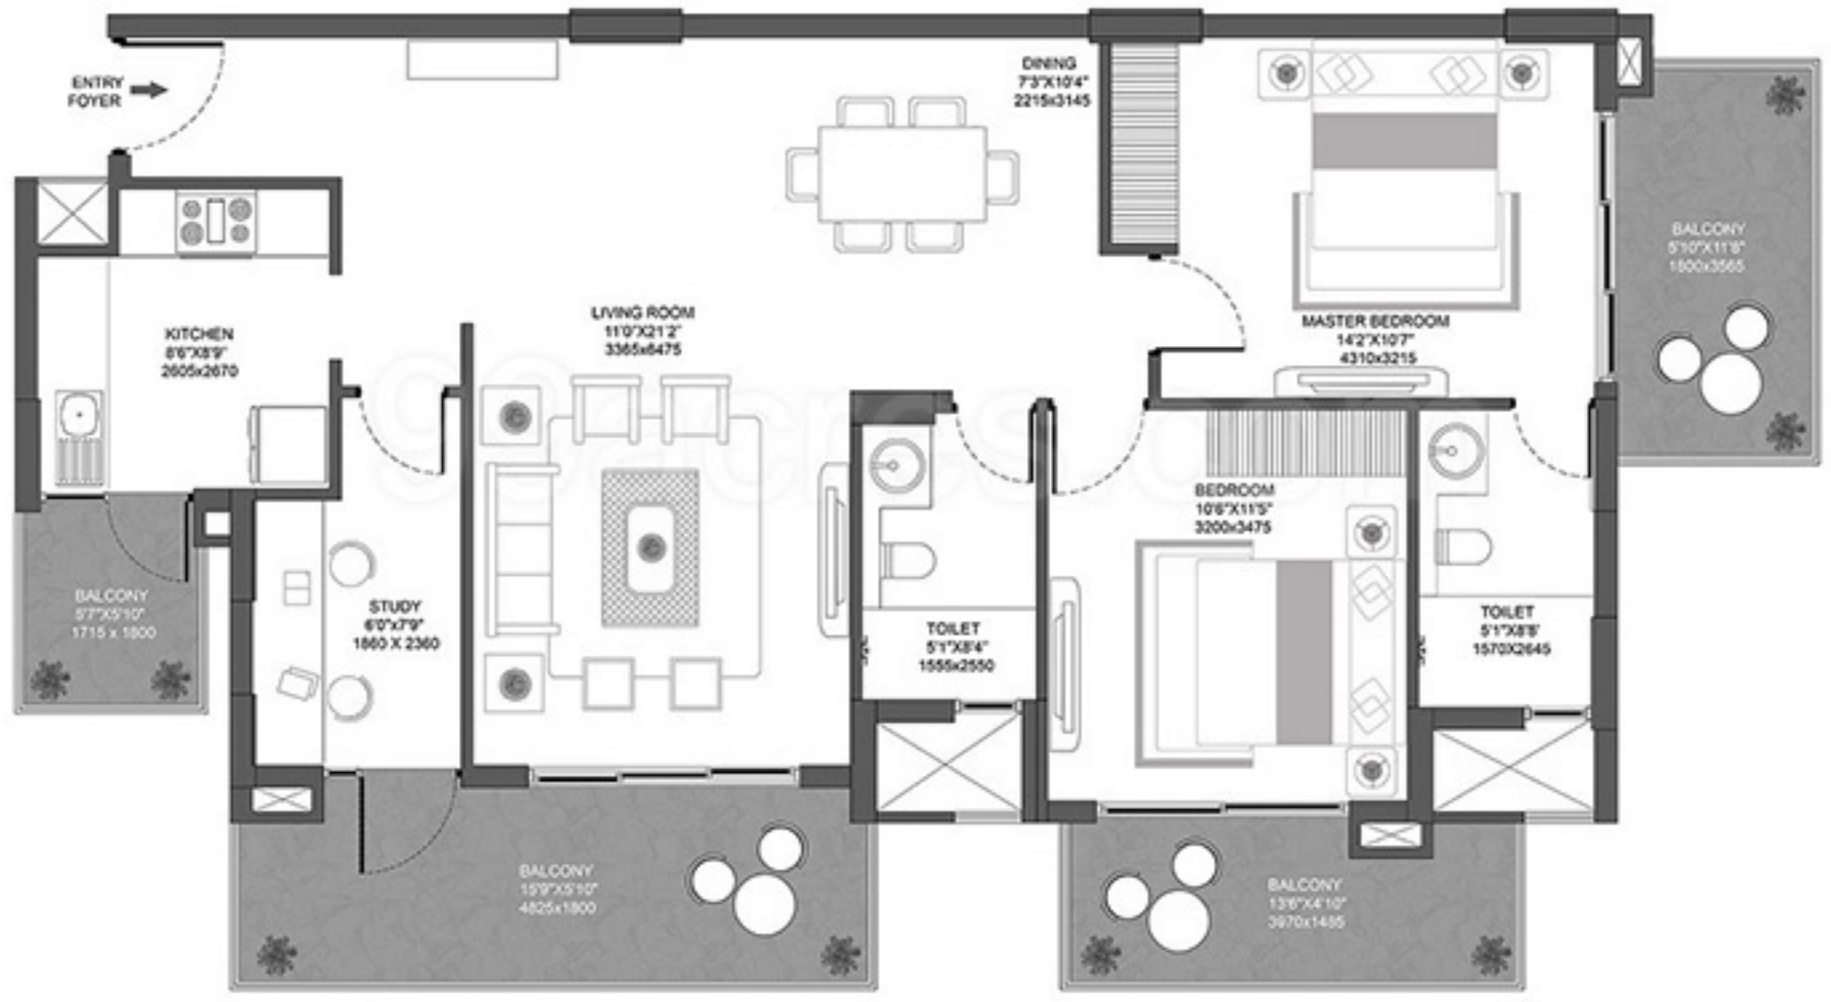 ENTRY
FOYER
DINING
7'3"X10'4"
2215x3145
BALCONY
5'10"X11'8"
1800x3565
LIVING ROOM
11'0"X21'2"
3365x6475
MASTER BEDROOM
14'2"X10'7"
4310x3215
KITCHEN
8'6"X8'9"
2605x2670
99acres.com
BEDROOM
10'6"X11'5"
3200x3475
BALCONY
5'7"X5'10"
1715 x 1800
STUDY
6'0"x7'9"
1860 X 2360
TOILET
5'1"X8'4"
1555x2550
TOILET
5'1"X8'8'
1570X2645
BALCONY
15'9"X5'10"
4825x1800
BALCONY
13'6"X4'10"
3970x1485